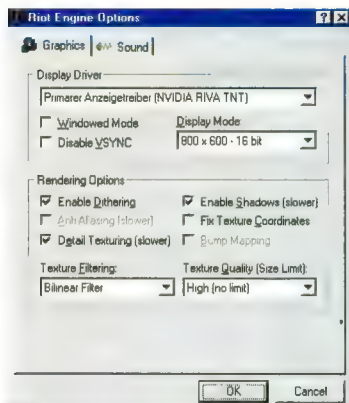 Riot Engine Options
Graphics Sound
Display Driver
Primarer Anzeigetreiber (NVIDIA RIVA TNT)
Windowed Mode
Display Mode:
Disable VSYNC
800 x 600 - 16 bit
Rendering Options
Enable Dithering
Enable Shadows (slower)
Anti Aliasing (slower)
Fix Texture Coordinates
Detail Texturing (slower)
Bump Mapping
Texture Filtering:
Texture Quality (Size Limit):
Bilinear Filter
High (no limit)
OK
Cancel